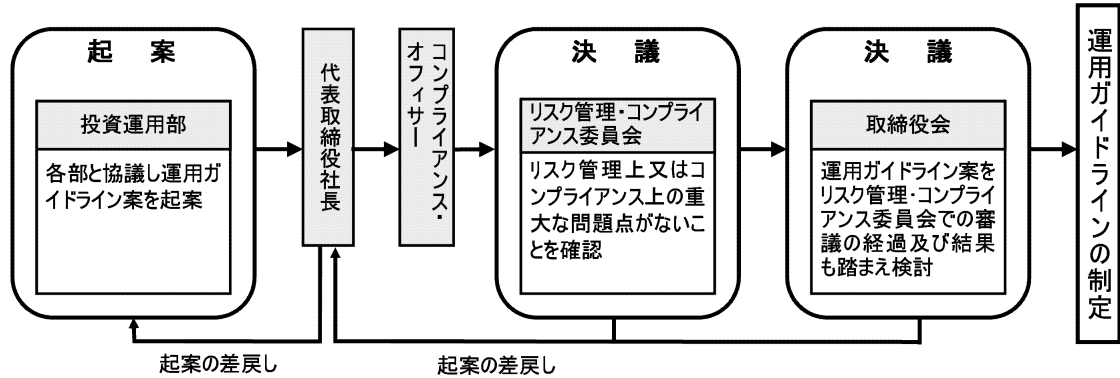 起　案
投資運用部
各部と協議し運用ガ
イドライン案を起案
代表取締役社長
コンプライアンス・
オフィサー
決　議
リスク管理・コンプライ
アンス委員会
リスク管理上又はコ
ンプライアンス上の重
大な問題点がないこ
とを確認
決　議
取締役会
運用ガイドライン案を
リスク管理・コンプライ
アンス委員会での審
議の経過及び結果
も踏まえ検討
運用ガイドラインの制定
起案の差戻し
起案の差戻し